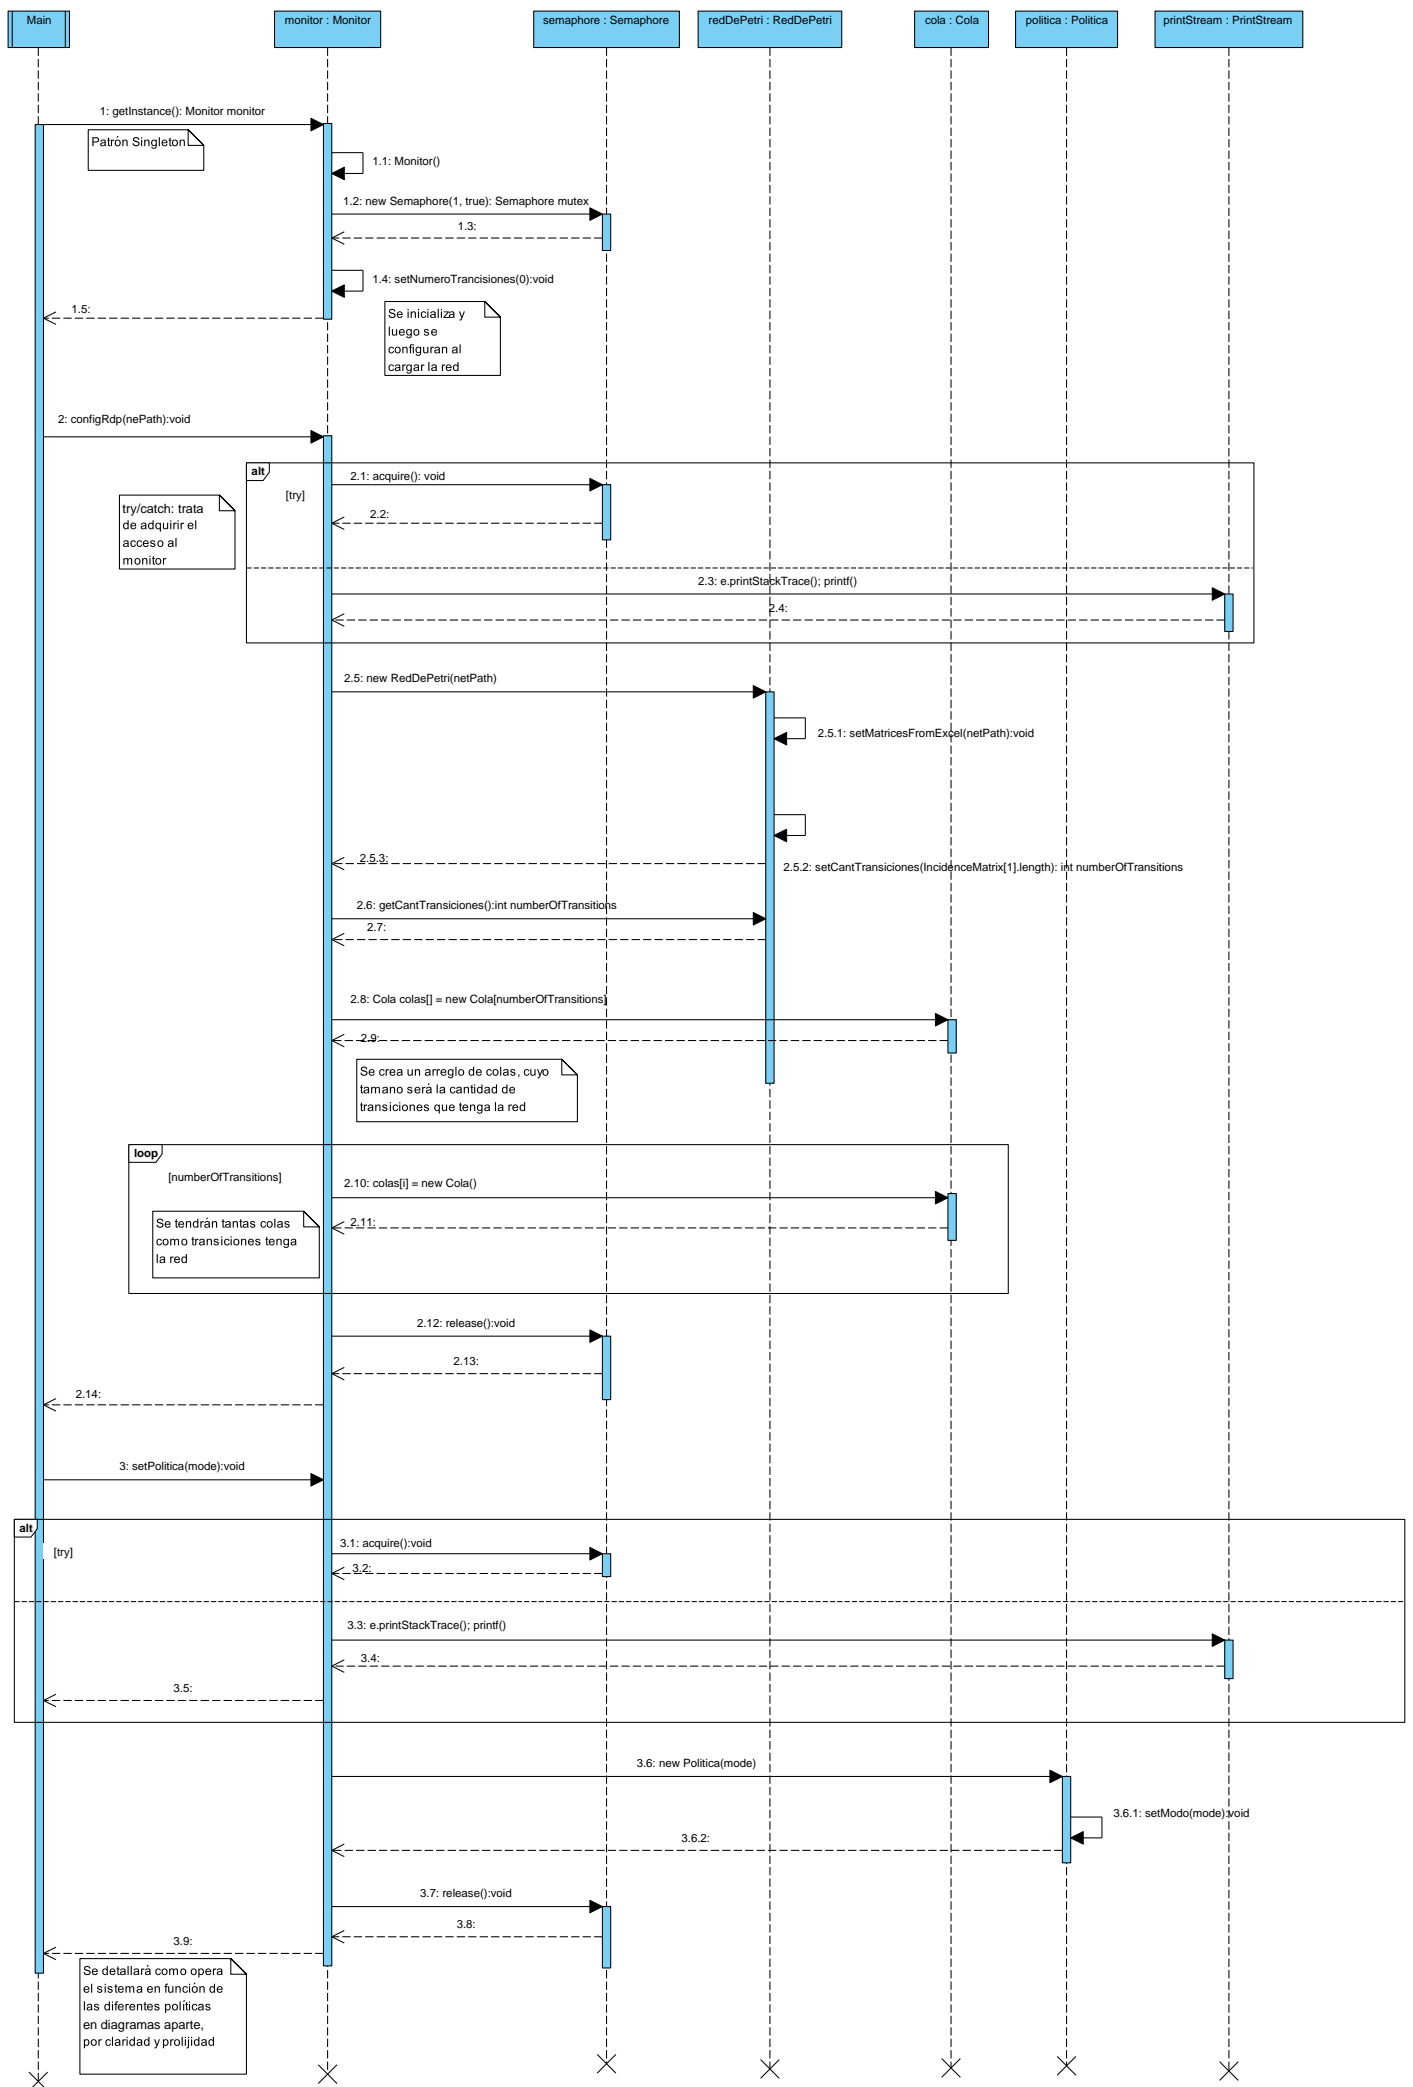 Main
monitor : Monitor
semaphore : Semaphore
redDePetri : RedDePetri
cola : Cola
politica : Politica
printStream : PrintStream
1: getInstance(): Monitor monitor
Patrón Singleton
1.1: Monitor()
1.2: new Semaphore(1, true): Semaphore mutex
1.3:
1.4: setNumeroTrancisiones(0):void
1.5:
Se inicializa y
luego se
configuran al
cargar la red
2: configRdp(nePath):void
alt
2.1: acquire(): void
[try]
try/catch: trata
de adquirir el
acceso al
monitor
2.2:
2.3: e.printStackTrace(); printf()
2.4:
2.5: new RedDePetri(netPath)
2.5.1: setMatricesFromExcel(netPath):void
2.5.3:
2.5.2: setCantTransiciones(IncidenceMatrix[1].length): int numberOfTransitions
2.6: getCantTransiciones():int numberOfTransitions
2.7:
2.8: Cola colas[] = new Cola[numberOfTransitions]
2.9:
Se crea un arreglo de colas, cuyo
tamano será la cantidad de
transiciones que tenga la red
loop
[numberOfTransitions]
2.10: colas[i] = new Cola()
Se tendrán tantas colas
como transiciones tenga
la red
2.11:
2.12: release():void
2.13:
2.14:
3: setPolitica(mode):void
alt
[try]
3.1: acquire():void
3.2:
3.3: e.printStackTrace(); printf()
3.4:
3.5:
3.6: new Politica(mode)
3.6.1: setModo(mode):void
3.6.2:
3.7: release():void
3.8:
3.9:
Se detallará como opera
el sistema en función de
las diferentes políticas
en diagramas aparte,
por claridad y prolijidad